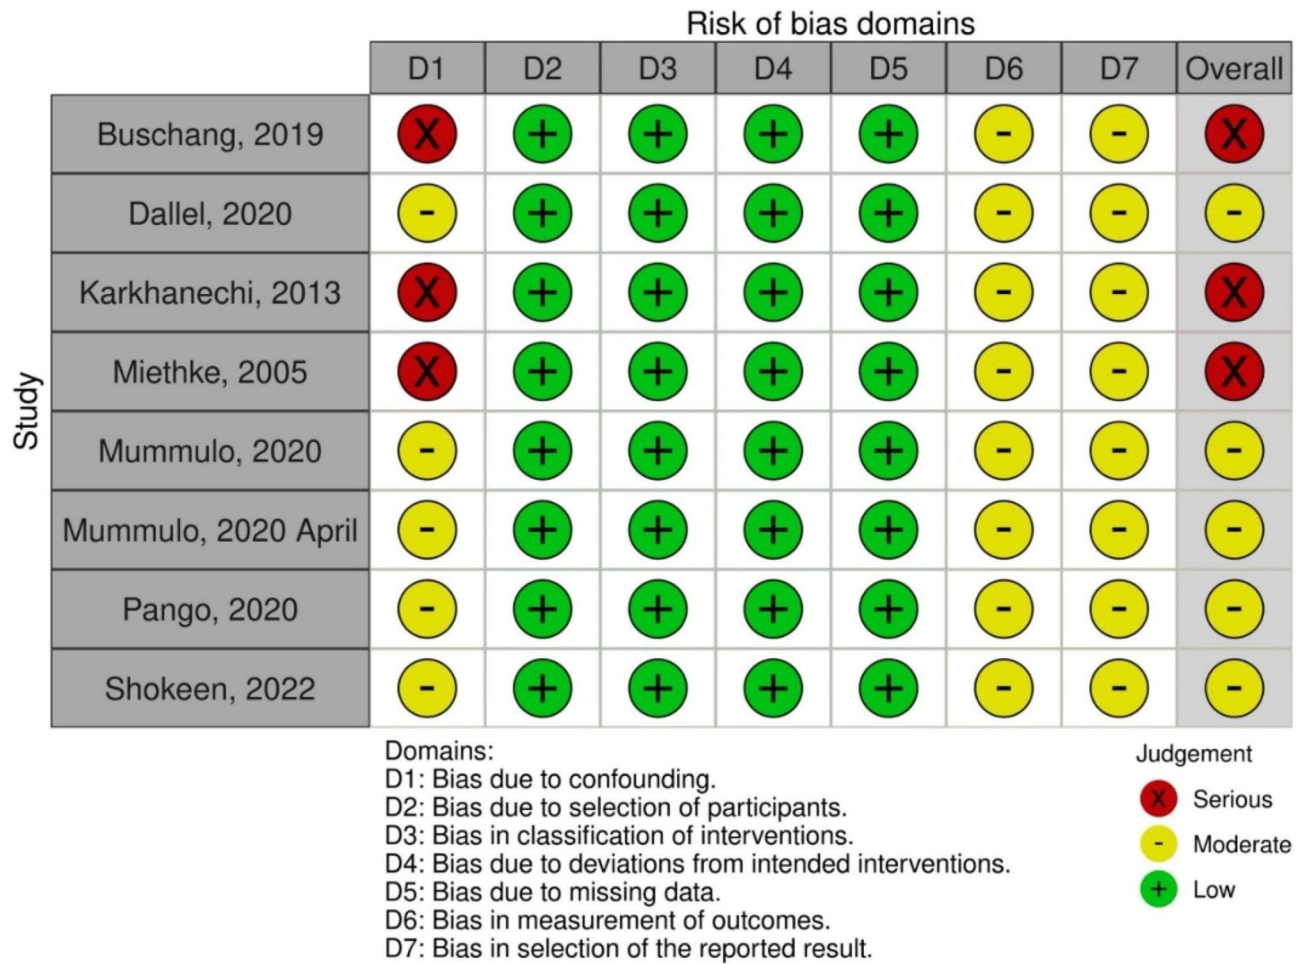 Risk of bias domains
D1 D2 D3 D4 D5 D6 D7 Overall
Study
Buschang, 2019 X + + + + - - X
Dallel, 2020 - + + + + - - -
Karkhanechi, 2013 X + + + + - - X
Miethke, 2005 X + + + + - - X
Mummulo, 2020 - + + + + - - -
Mummulo, 2020 April - + + + + - - -
Pango, 2020 - + + + + - - -
Shokeen, 2022 - + + + + - - -
Domains:
D1: Bias due to confounding.
D2: Bias due to selection of participants.
D3: Bias in classification of interventions.
D4: Bias due to deviations from intended interventions.
D5: Bias due to missing data.
D6: Bias in measurement of outcomes.
D7: Bias in selection of the reported result.
Judgement
X Serious
- Moderate
+ Low